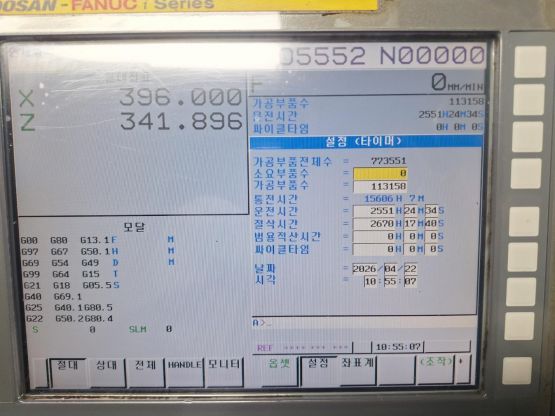 DOOSAN-FANUC i Series
O5552 N00000
절대좌표
X 396.000
Z 341.896
F 0MM/MIN
가공부품수 113158
운전시간 2551H24M34S
싸이클타임 0H 0M 0S
설정 (타이머)
가공부품전체수 = 773551
소요부품수 = 0
가공부품수 = 113158
통전시간 = 15606H 7M
운전시간 = 2551H24M34S
절삭시간 = 2670H17M40S
범용적산시간 = 0H 0M 0S
싸이클타임 = 0H 0M 0S
날짜 = 2026/04/22
시각 = 10:55:07
모달
G00 G80 G13.1 F M
G97 G67 G50.1 H M
G69 G54 G49 D M
G99 G64 G15 T
G21 G18 G05.5 S
G40 G69.1
G25 G40.1 G80.5
G22 G50.2 G80.4
S 0 SLM 0
A>_
REF **** *** *** 10:55:07
절대 상대 전체 HANDLE 모니터
옵셋 설정 좌표계 (조작)